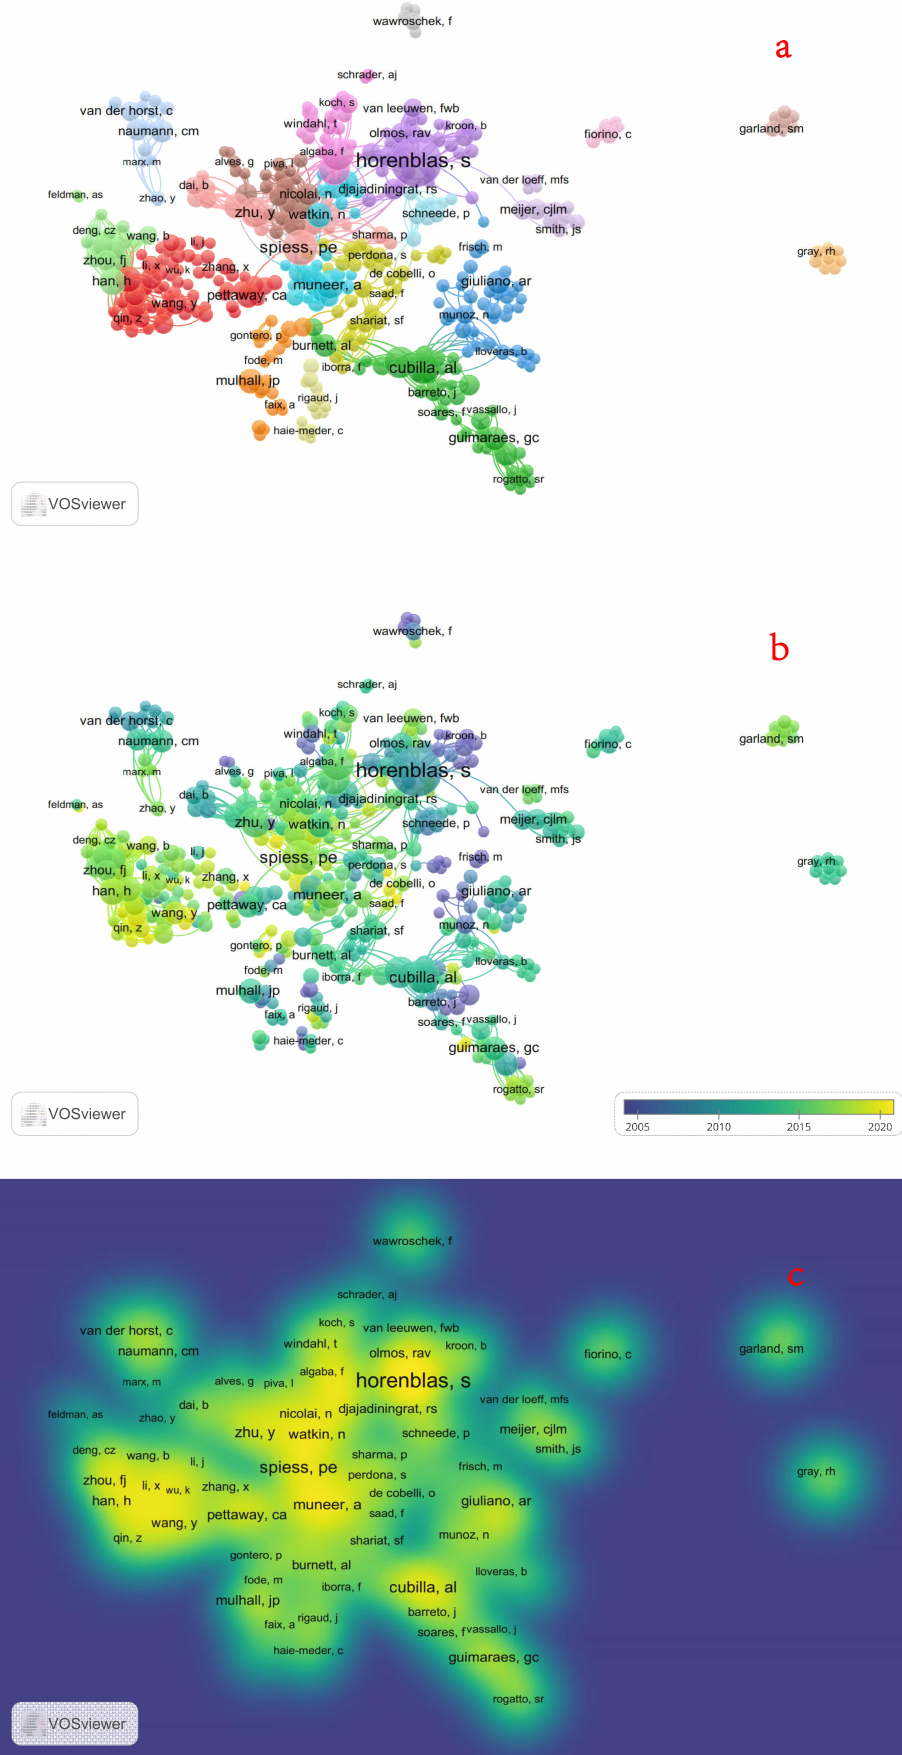 wawroschek, f
a
schrader, aj
koch, s
van leeuwen, fwb
van der horst, c
windahl, t
kroon, b
naumann, cm
olmos, rav
fiorino, c
garland, sm
algaba, f
marx, m
alves, g
piva, l
horenblas, s
van der loeff, mfs
dai, b
feldman, as
zhao, y
nicolai, n
djajadiningrat, rs
zhu, y
watkin, n
schneede, p
meijer, cjlm
deng, cz
wang, b
li, j
sharma, p
smith, js
spiess, pe
perdona, s
frisch, m
gray, rh
zhou, fj
li, x
wu, k
zhang, x
de cobelli, o
han, h
muneer, a
giuliano, ar
pettaway, ca
saad, f
wang, y
munoz, n
qin, z
shariat, sf
gontero, p
burnett, al
lloveras, b
fode, m
iborra, f
cubilla, al
mulhall, jp
barreto, j
faix, a
rigaud, j
soares, f
vassallo, j
haie-meder, c
guimaraes, gc
rogatto, sr
VOSviewer
wawroschek, f
b
schrader, aj
koch, s
van leeuwen, fwb
van der horst, c
windahl, t
kroon, b
naumann, cm
olmos, rav
fiorino, c
garland, sm
algaba, f
marx, m
alves, g
piva, l
horenblas, s
van der loeff, mfs
dai, b
feldman, as
zhao, y
nicolai, n
djajadiningrat, rs
zhu, y
watkin, n
schneede, p
meijer, cjlm
deng, cz
wang, b
li, j
sharma, p
smith, js
spiess, pe
perdona, s
frisch, m
gray, rh
zhou, fj
li, x
wu, k
zhang, x
de cobelli, o
han, h
muneer, a
giuliano, ar
pettaway, ca
saad, f
wang, y
munoz, n
qin, z
shariat, sf
gontero, p
burnett, al
lloveras, b
fode, m
iborra, f
cubilla, al
mulhall, jp
barreto, j
faix, a
rigaud, j
soares, f
vassallo, j
haie-meder, c
guimaraes, gc
rogatto, sr
VOSviewer
2005
2010
2015
2020
wawroschek, f
c
schrader, aj
koch, s
van leeuwen, fwb
van der horst, c
windahl, t
kroon, b
naumann, cm
olmos, rav
fiorino, c
garland, sm
algaba, f
marx, m
alves, g
piva, l
horenblas, s
van der loeff, mfs
dai, b
feldman, as
zhao, y
nicolai, n
djajadiningrat, rs
zhu, y
watkin, n
schneede, p
meijer, cjlm
deng, cz
wang, b
li, j
sharma, p
smith, js
spiess, pe
perdona, s
frisch, m
gray, rh
zhou, fj
li, x
wu, k
zhang, x
de cobelli, o
han, h
muneer, a
giuliano, ar
pettaway, ca
saad, f
wang, y
munoz, n
qin, z
shariat, sf
gontero, p
burnett, al
lloveras, b
fode, m
iborra, f
cubilla, al
mulhall, jp
barreto, j
faix, a
rigaud, j
soares, f
vassallo, j
haie-meder, c
guimaraes, gc
rogatto, sr
VOSviewer